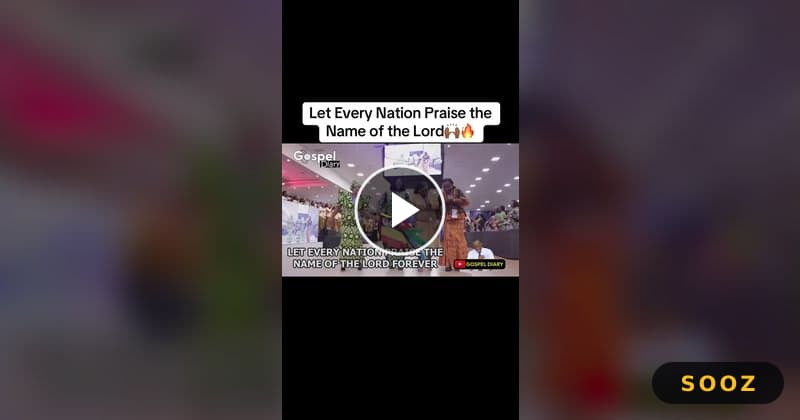 Let Every Nation Praise the
Name of the Lord🙌🏾🔥
Gospel
Diary
LET EVERY NATION PRAISE THE
NAME OF THE LORD FOREVER
GOSPEL DIARY
SOOZ